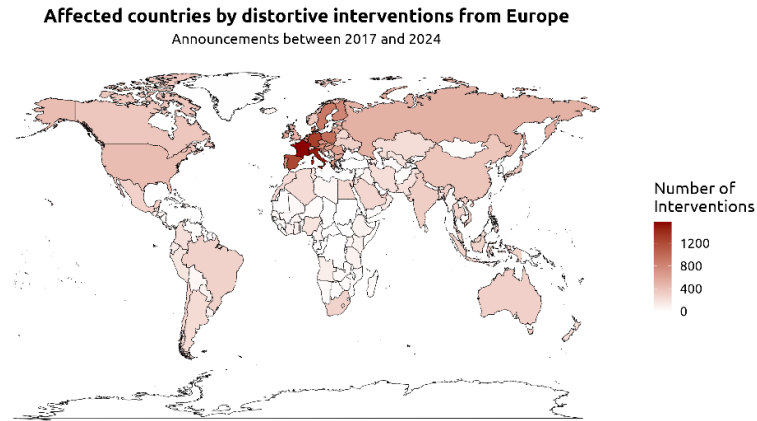 Affected countries by distortive interventions from Europe
Announcements between 2017 and 2024
Number of
Interventions
1200
800
400
0